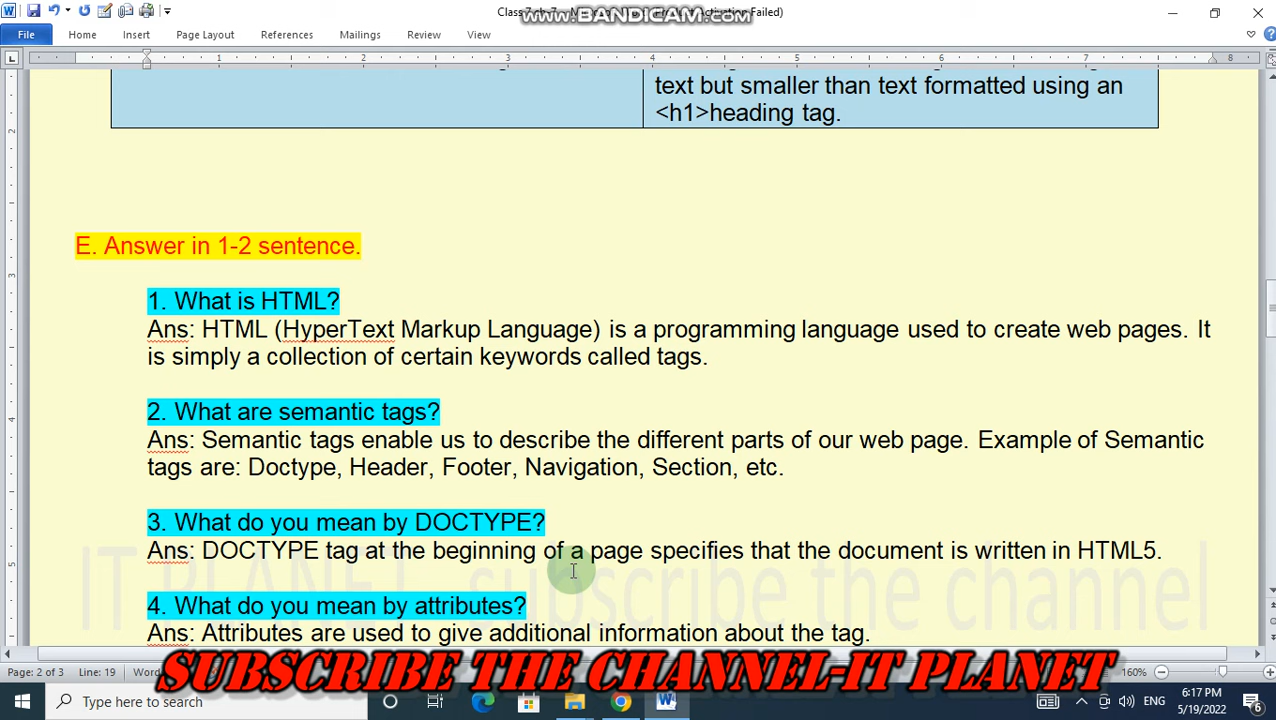 Class 7
Activation Failed)
www.BANDICAM.com
File Home Insert Page Layout References Mailings Review View
text but smaller than text formatted using an
<h1>heading tag.
E. Answer in 1-2 sentence.
1. What is HTML?
Ans: HTML (HyperText Markup Language) is a programming language used to create web pages. It
is simply a collection of certain keywords called tags.
2. What are semantic tags?
Ans: Semantic tags enable us to describe the different parts of our web page. Example of Semantic
tags are: Doctype, Header, Footer, Navigation, Section, etc.
3. What do you mean by DOCTYPE?
Ans: DOCTYPE tag at the beginning of a page specifies that the document is written in HTML5.
IT PLANET subscribe the channel
4. What do you mean by attributes?
Ans: Attributes are used to give additional information about the tag.
SUBSCRIBE THE CHANNEL-IT PLANET
Page: 2 of 3 Line: 19 160%
Type here to search
ENG
6:17 PM
5/19/2022
6